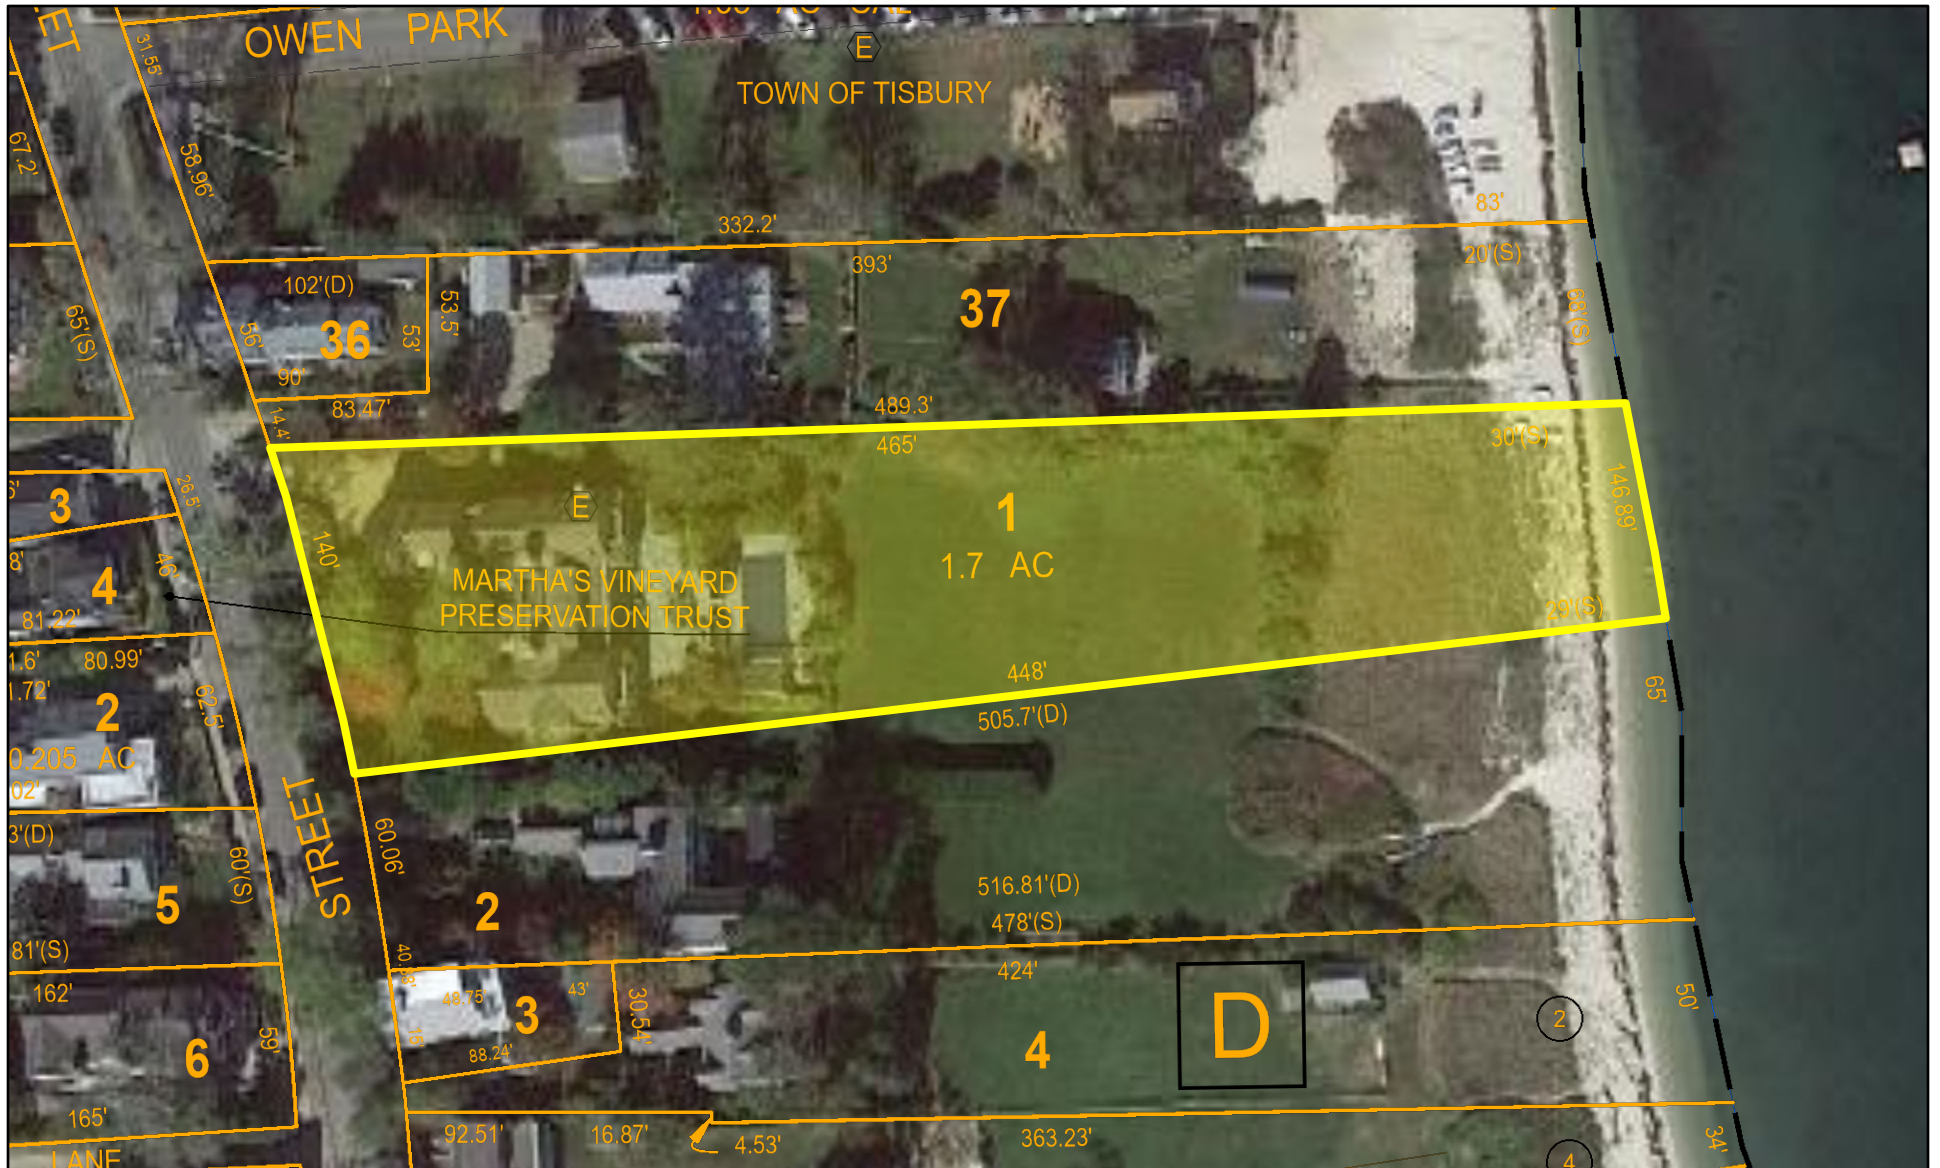 OWEN PARK
E
TOWN OF TISBURY
31.55'
67.2'
58.96'
83'
332.2'
393'
20'(S)
102'(D)
53.5'
37
68'(S)
65'(S)
56'
36
53'
90'
83.47'
14.4'
489.3'
465'
30'(S)
3
26.5'
E
1
146.89'
140'
46'
4
1.7 AC
MARTHA'S VINEYARD
PRESERVATION TRUST
81.22'
29'(S)
80.99'
448'
65'
2
62.5'
505.7'(D)
0.205 AC
STREET
60.06'
60'(S)
5
516.81'(D)
2
478'(S)
81'(S)
162'
424'
48.75'
43'
3
30.54'
50'
D
2
59'
6
88.24'
4
165'
92.51'
16.87'
4.53'
363.23'
34'
LANE
4